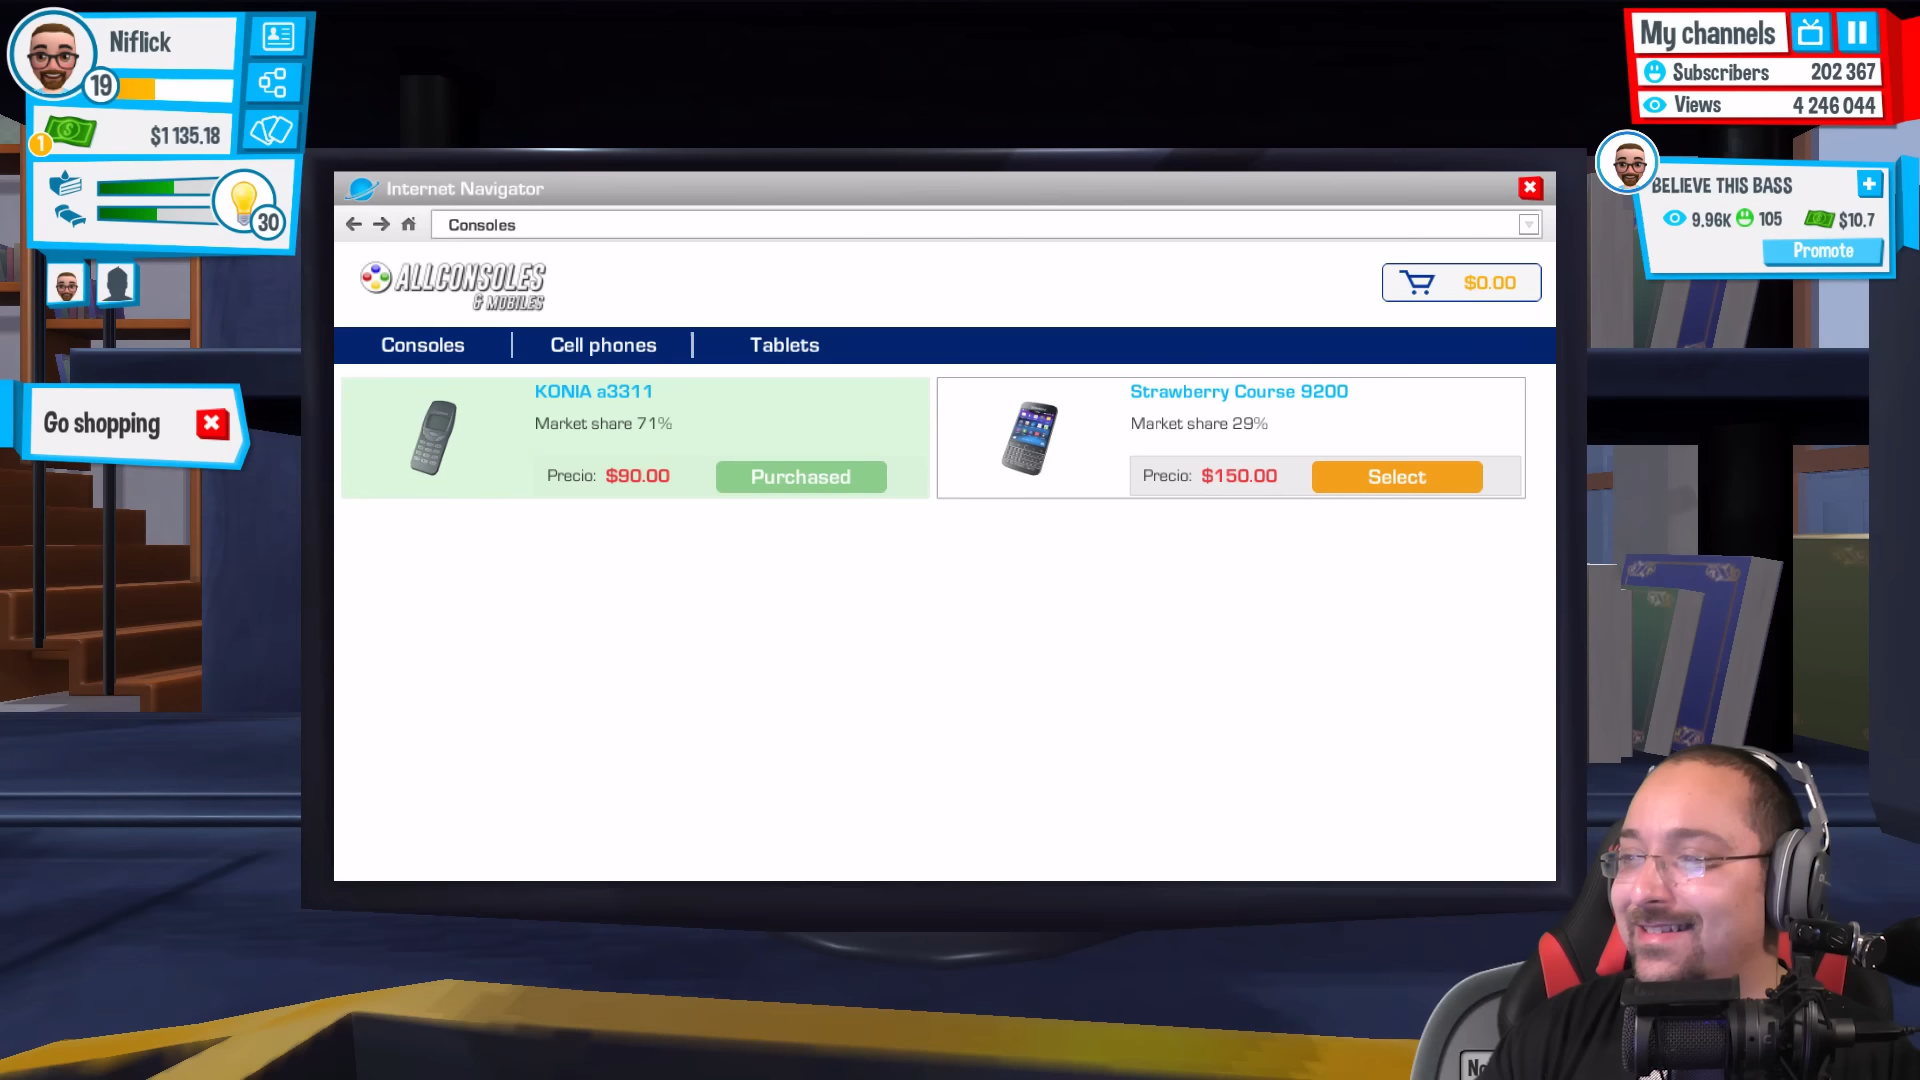 Niflick
19
$1 135.18
1
30
Go shopping
Internet Navigator
Consoles
ALLCONSOLES
& MOBILES
$0.00
Consoles
Cell phones
Tablets
KONIA a3311
Market share 71%
Precio: $90.00
Purchased
Strawberry Course 9200
Market share 29%
Precio: $150.00
Select
My channels
Subscribers 202 367
Views 4 246 044
BELIEVE THIS BASS
9.96K 105 $10.7
Promote